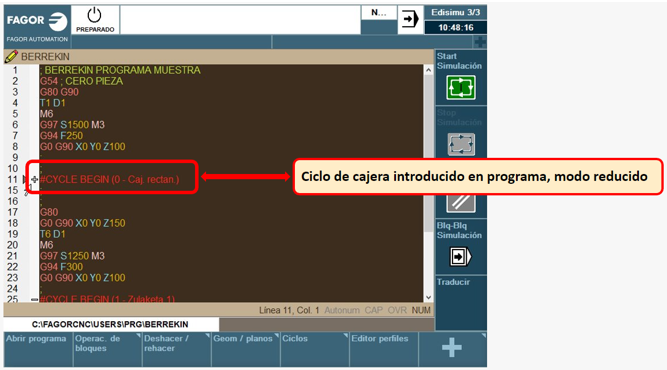 FAGOR
FAGOR AUTOMATION
PREPARADO
N...
Edisimu 3/3
10:48:16
BERREKIN
1 ; BERREKIN PROGRAMA MUESTRA
2 G54 ; CERO PIEZA
3 G80 G90
4 T1 D1
5 M6
6 G97 S1500 M3
7 G94 F250
8 G0 G90 X0 Y0 Z100
9
10
11 #CYCLE BEGIN (0 - Caj. rectan.)
15
16 ;
17 G80
18 G0 G90 X0 Y0 Z150
19 T6 D1
20 M6
21 G97 S1250 M3
22 G94 F300
23 G0 G90 X0 Y0 Z100
24
25 #CYCLE BEGIN (1 - Zulaketa 1)
Start
Simulación
Stop
Simulación
Blq-Blq
Simulación
Traducir
Ciclo de cajera introducido en programa, modo reducido
Línea 11, Col. 1 Autonum CAP OVR NUM
C:\FAGORCNC\USERS\PRG\BERREKIN
Abrir programa
Operac. de
bloques
Deshacer /
rehacer
Geom / planos
Ciclos
Editor perfiles